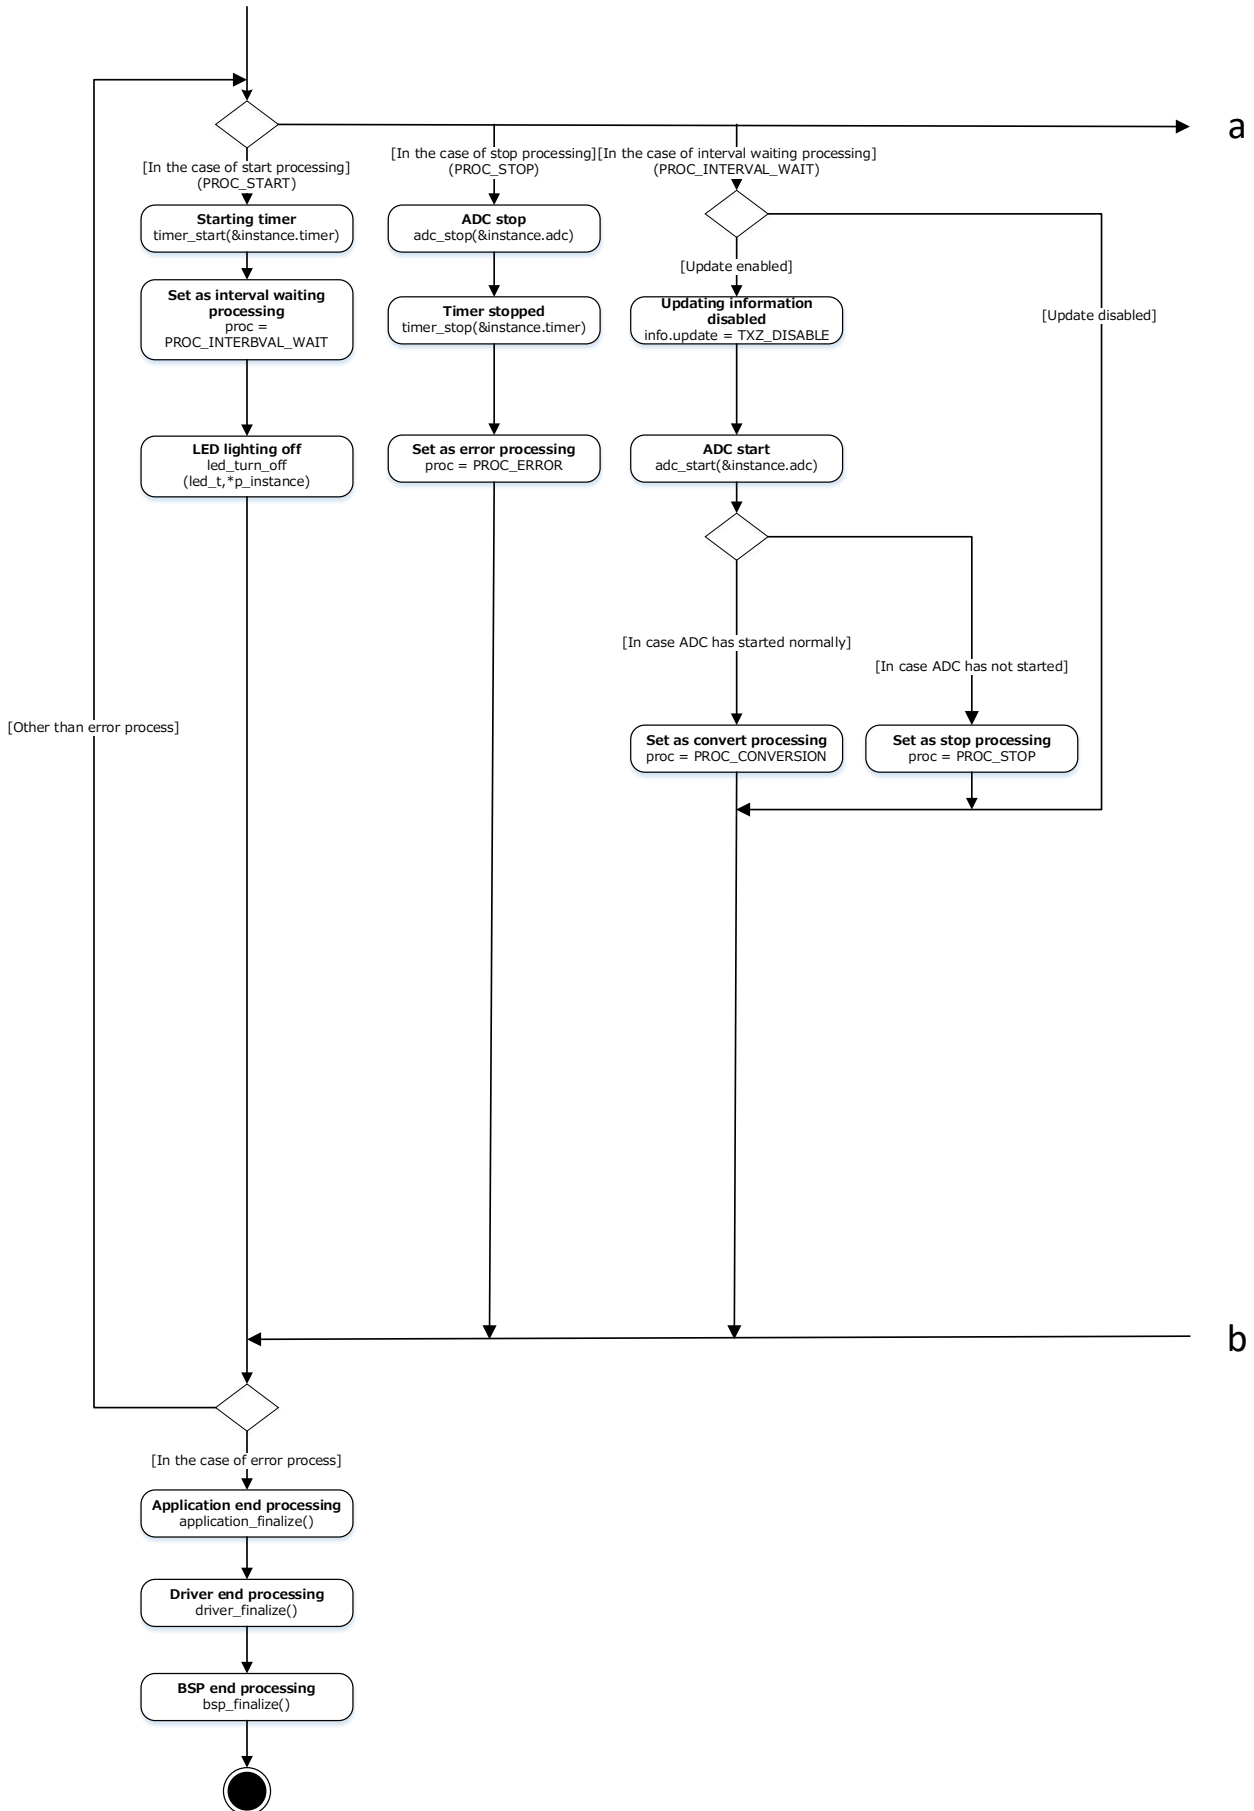 a
[In the case of start processing]
(PROC_START)
[In the case of stop processing]
(PROC_STOP)
[In the case of interval waiting processing]
(PROC_INTERVAL_WAIT)
Starting timer
timer_start(&instance.timer)
ADC stop
adc_stop(&instance.adc)
[Update enabled]
Set as interval waiting
processing
proc =
PROC_INTERBVAL_WAIT
Timer stopped
timer_stop(&instance.timer)
Updating information
disabled
info.update = TXZ_DISABLE
[Update disabled]
LED lighting off
led_turn_off
(led_t,*p_instance)
Set as error processing
proc = PROC_ERROR
ADC start
adc_start(&instance.adc)
[In case ADC has started normally]
[In case ADC has not started]
[Other than error process]
Set as convert processing
proc = PROC_CONVERSION
Set as stop processing
proc = PROC_STOP
b
[In the case of error process]
Application end processing
application_finalize()
Driver end processing
driver_finalize()
BSP end processing
bsp_finalize()